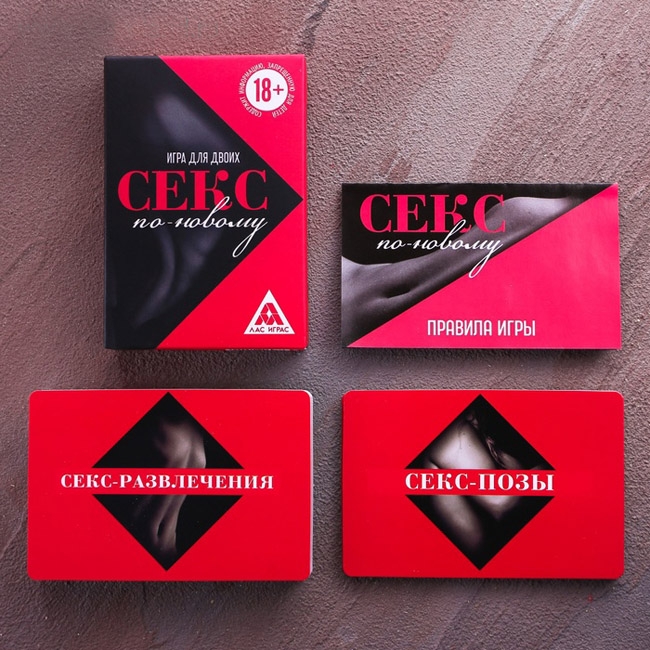 СОДЕРЖИТ ИНФОРМАЦИЮ, ЗАПРЕЩЕННУЮ ДЛЯ ДЕТЕЙ
18+
ИГРА ДЛЯ ДВОИХ
СЕКС
по-новому
ЛАС ИГРАС
СЕКС
по-новому
ПРАВИЛА ИГРЫ
СЕКС-РАЗВЛЕЧЕНИЯ
СЕКС-ПОЗЫ